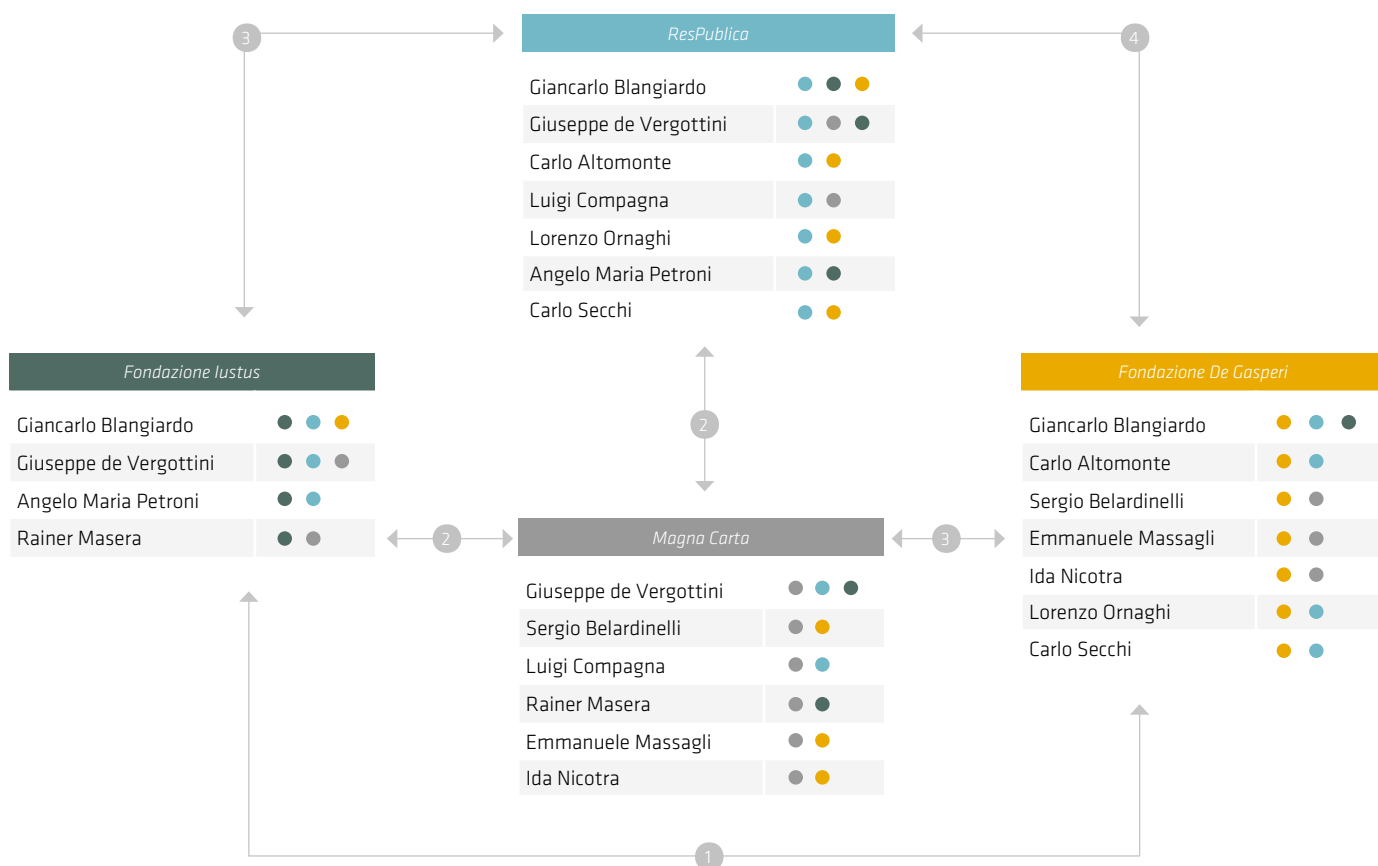 3
ResPublica
4
Giancarlo Blangiardo
Giuseppe de Vergottini
Carlo Altomonte
Luigi Compagna
Lorenzo Ornaghi
Angelo Maria Petroni
Carlo Secchi
Fondazione Iustus
Giancarlo Blangiardo
Giuseppe de Vergottini
Angelo Maria Petroni
Rainer Masera
2
Fondazione De Gasperi
Giancarlo Blangiardo
Carlo Altomonte
Sergio Belardinelli
Emmanuele Massagli
Ida Nicotra
Lorenzo Ornaghi
Carlo Secchi
2
Magna Carta
3
Giuseppe de Vergottini
Sergio Belardinelli
Luigi Compagna
Rainer Masera
Emmanuele Massagli
Ida Nicotra
1